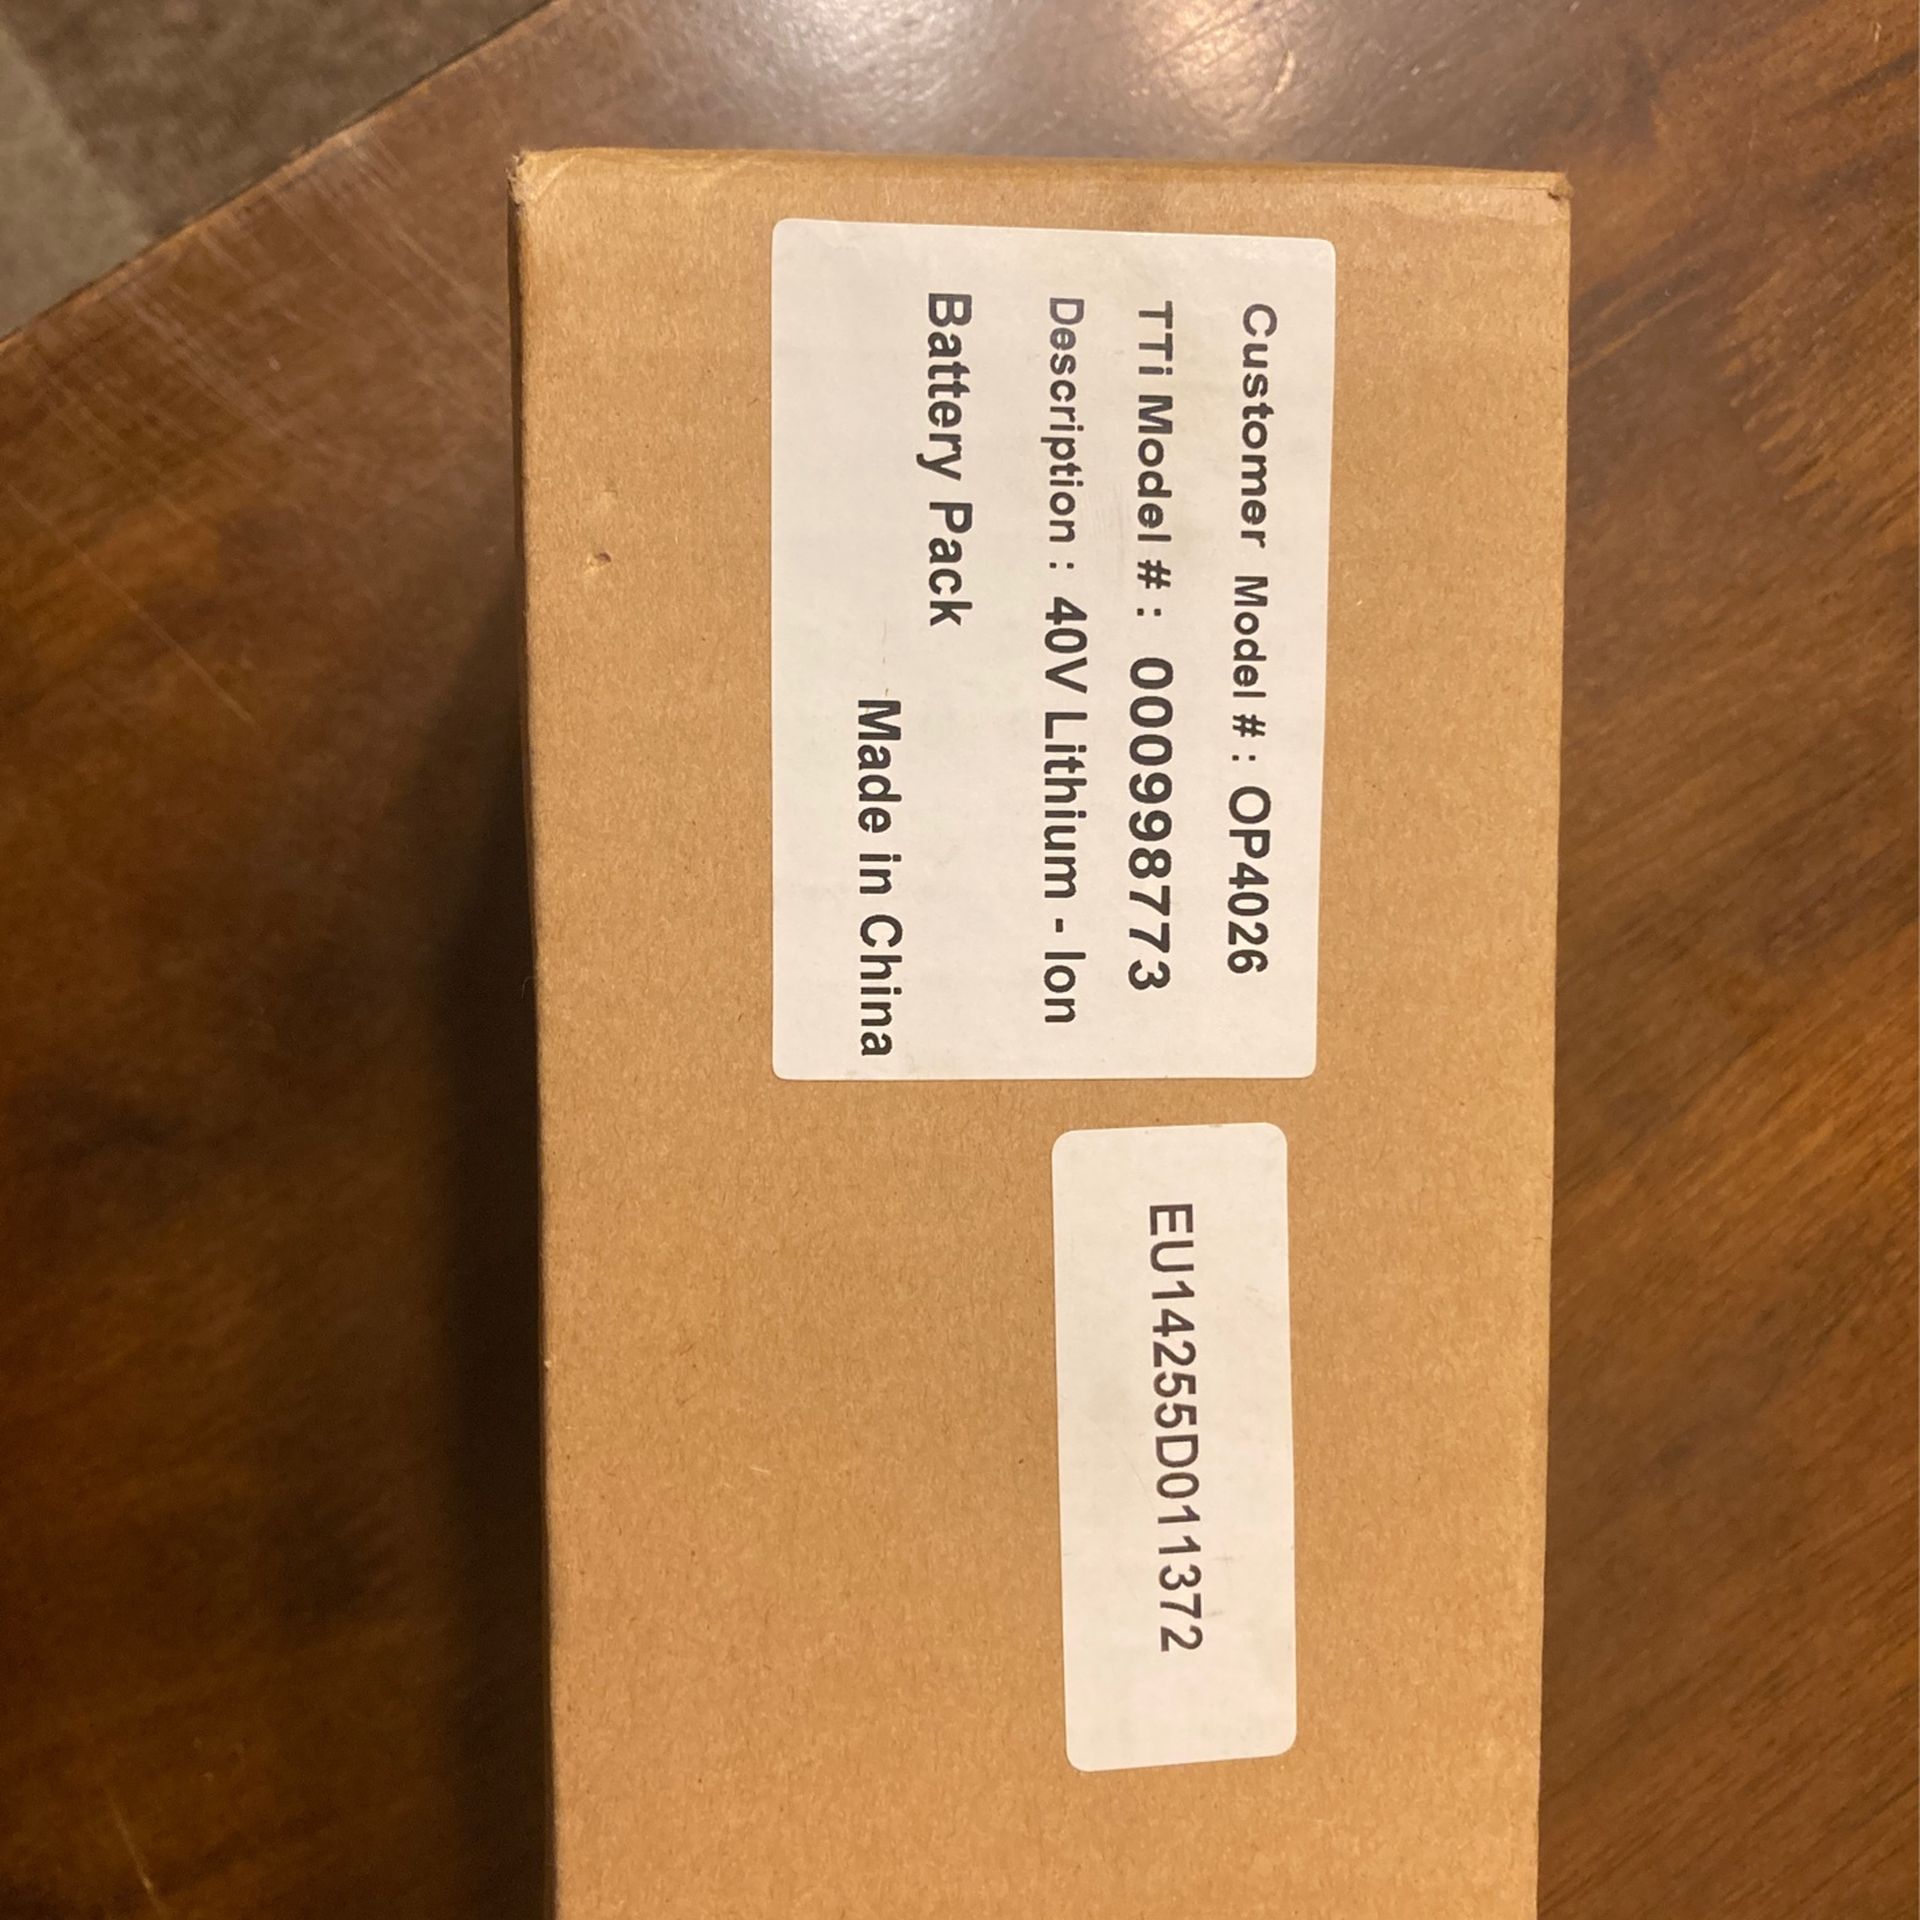 Customer Model # : OP4026
TTi Model # : 000998773
Description : 40V Lithium - Ion
Battery Pack
Made in China
EU14255D011372